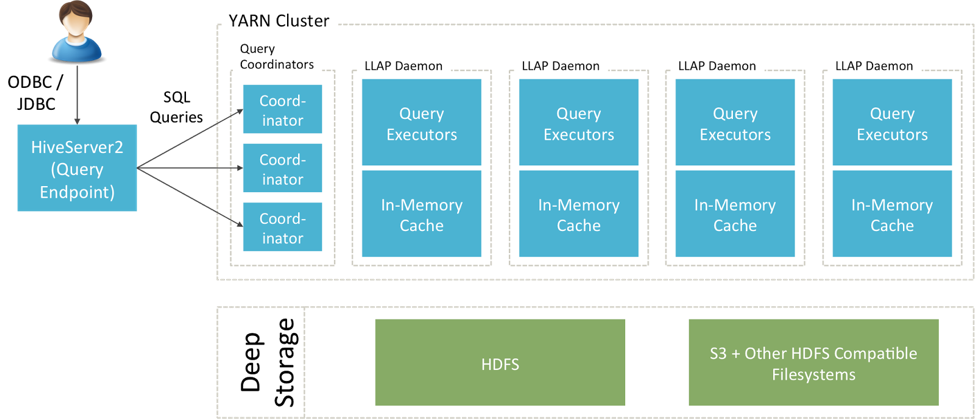 YARN Cluster
ODBC /
JDBC
SQL
Queries
HiveServer2
(Query
Endpoint)
Query
Coordinators
Coord-
inator
Coord-
inator
Coord-
inator
LLAP Daemon
Query
Executors
In-Memory
Cache
LLAP Daemon
Query
Executors
In-Memory
Cache
LLAP Daemon
Query
Executors
In-Memory
Cache
LLAP Daemon
Query
Executors
In-Memory
Cache
Deep
Storage
HDFS
S3 + Other HDFS Compatible
Filesystems